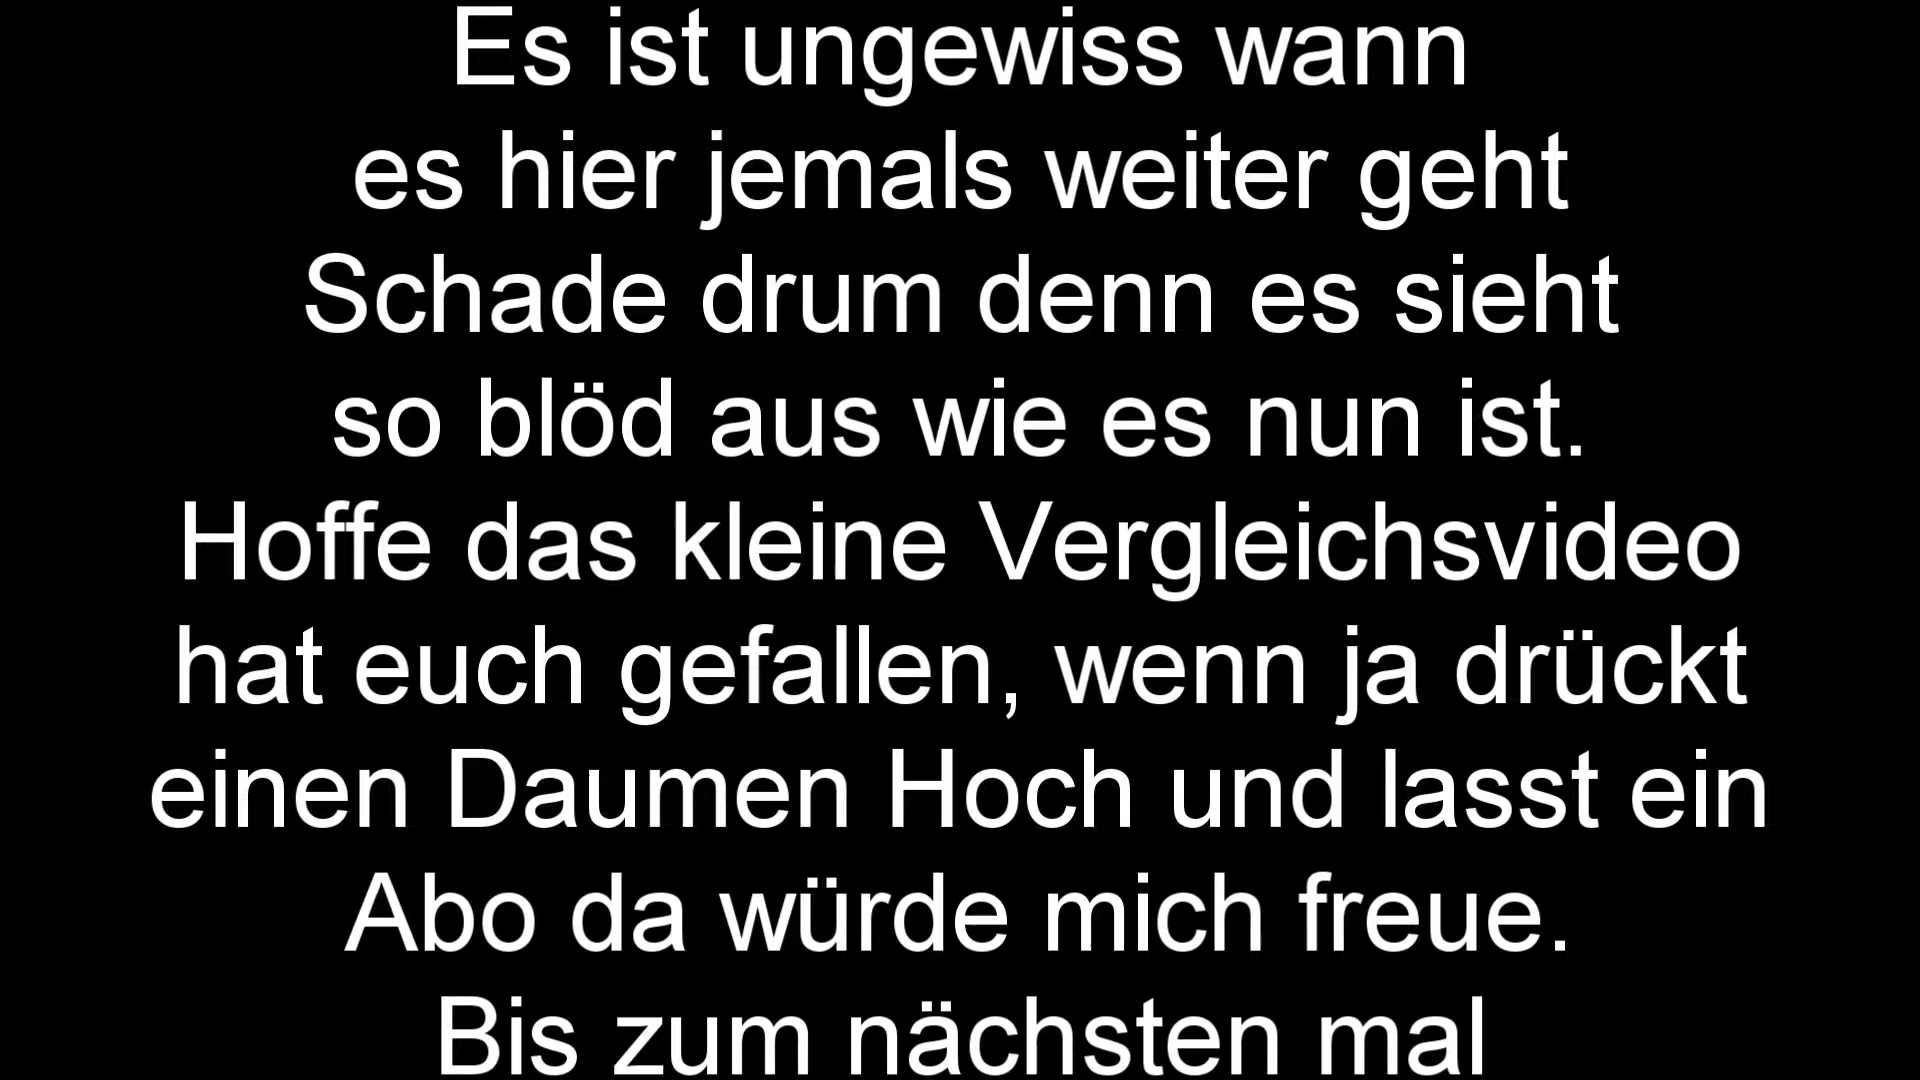 Es ist ungewiss wann
es hier jemals weiter geht
Schade drum denn es sieht
so blöd aus wie es nun ist.
Hoffe das kleine Vergleichsvideo
hat euch gefallen, wenn ja drückt
einen Daumen Hoch und lasst ein
Abo da würde mich freue.
Bis zum nächsten mal